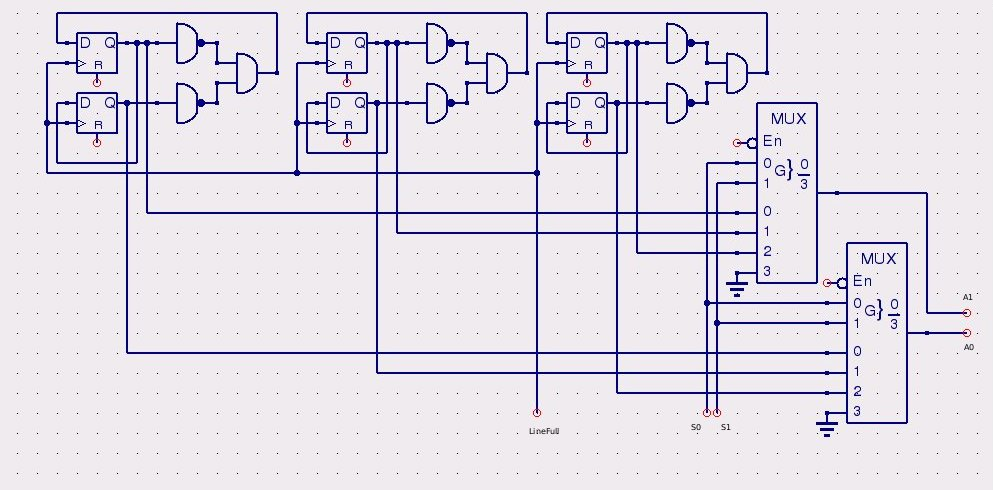 D Q
R
D Q
R
D Q
R
D Q
R
D Q
R
D Q
R
MUX
En
0
1
G} 0/3
0
1
2
3
MUX
En
0
1
G} 0/3
0
1
2
3
A1
A0
LineFull
S0 S1